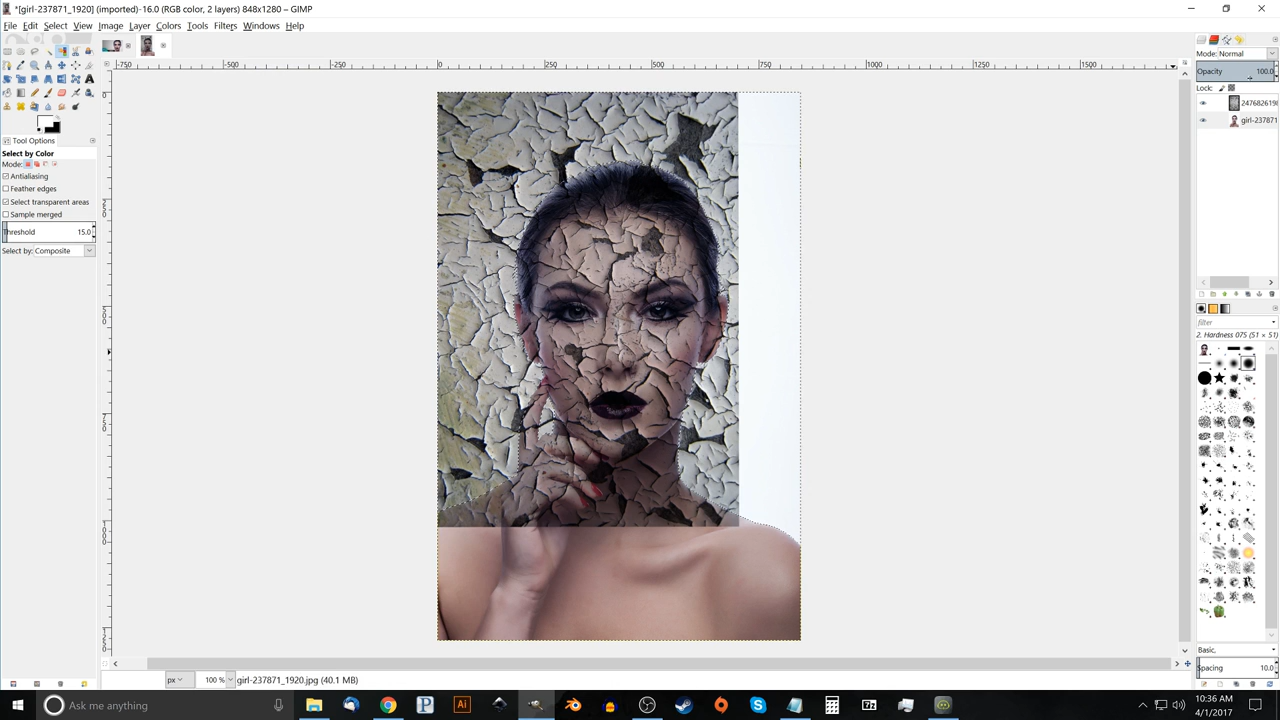 *[girl-237871_1920] (imported)-16.0 (RGB color, 2 layers) 848x1280 – GIMP
File Edit Select View Image Layer Colors Tools Filters Windows Help
-750 -500 -250 0 250 500 750 1000 1250 1500
Tool Options
Select by Color
Mode:
Antialiasing
Feather edges
Select transparent areas
Sample merged
Threshold 15.0
Select by: Composite
Mode: Normal
Opacity 100.0
Lock:
247682619
girl-237871
filter
2. Hardness 075 (51 × 51)
Basic,
Spacing 10.0
px 100 % girl-237871_1920.jpg (40.1 MB)
Ask me anything
10:36 AM
4/1/2017